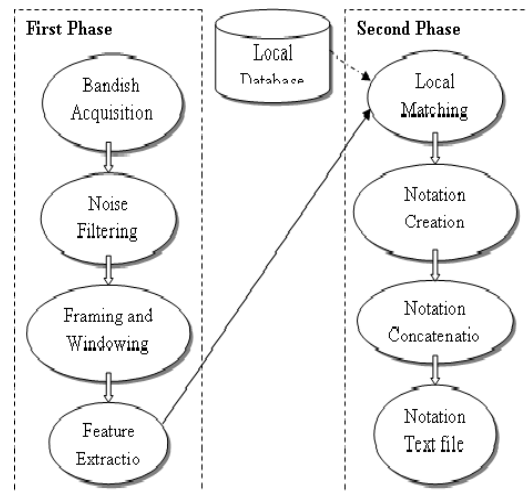 First Phase
Bandish
Acquisition
Noise
Filtering
Framing and
Windowing
Feature
Extractio
Local
Database
Second Phase
Local
Matching
Notation
Creation
Notation
Concatenatio
Notation
Text file